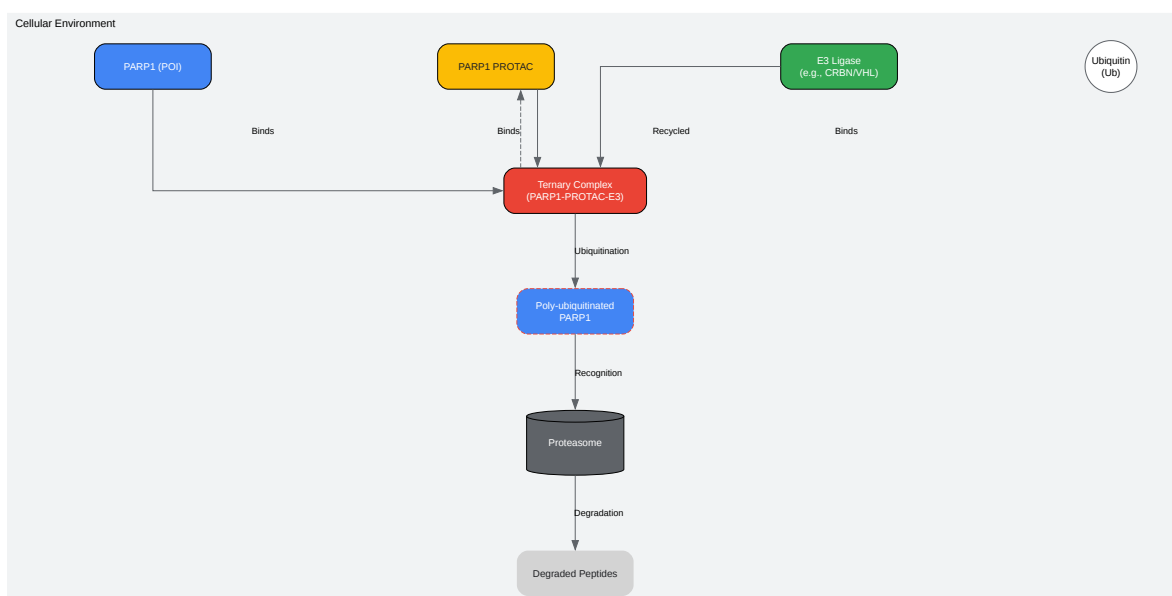 Cellular Environment
PARP1 (POI)
PARP1 PROTAC
E3 Ligase
(e.g., CRBN/VHL)
Ubiquitin
(Ub)
Binds
Binds
Recycled
Binds
Ternary Complex
(PARP1-PROTAC-E3)
Ubiquitination
Poly-ubiquitinated
PARP1
Recognition
Proteasome
Degradation
Degraded Peptides